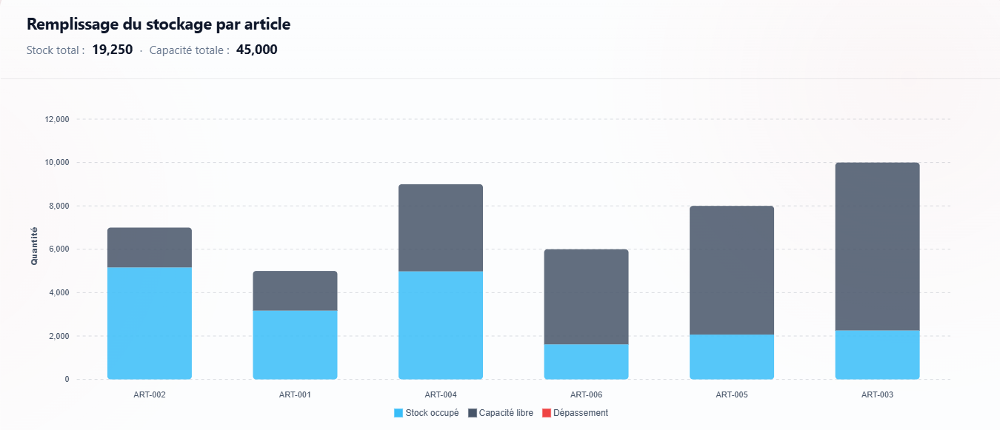 Remplissage du stockage par article
Stock total : 19,250 · Capacité totale : 45,000
12,000
10,000
8,000
6,000
4,000
2,000
0
Quantité
ART-002 ART-001 ART-004 ART-006 ART-005 ART-003
Stock occupé Capacité libre Dépassement